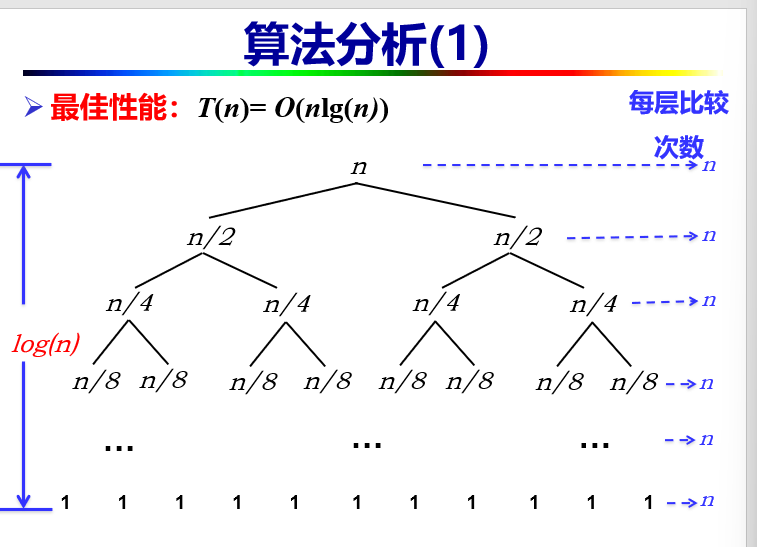 算法分析(1)
➢ 最佳性能： T(n)= O(nlg(n))
每层比较
次数
n n
n/2 n/2 n
n/4 n/4 n/4 n/4 n
log(n)
n/8 n/8 n/8 n/8 n/8 n/8 n/8 n/8 n
... ... ... n
1 1 1 1 1 1 1 1 1 1 1 n